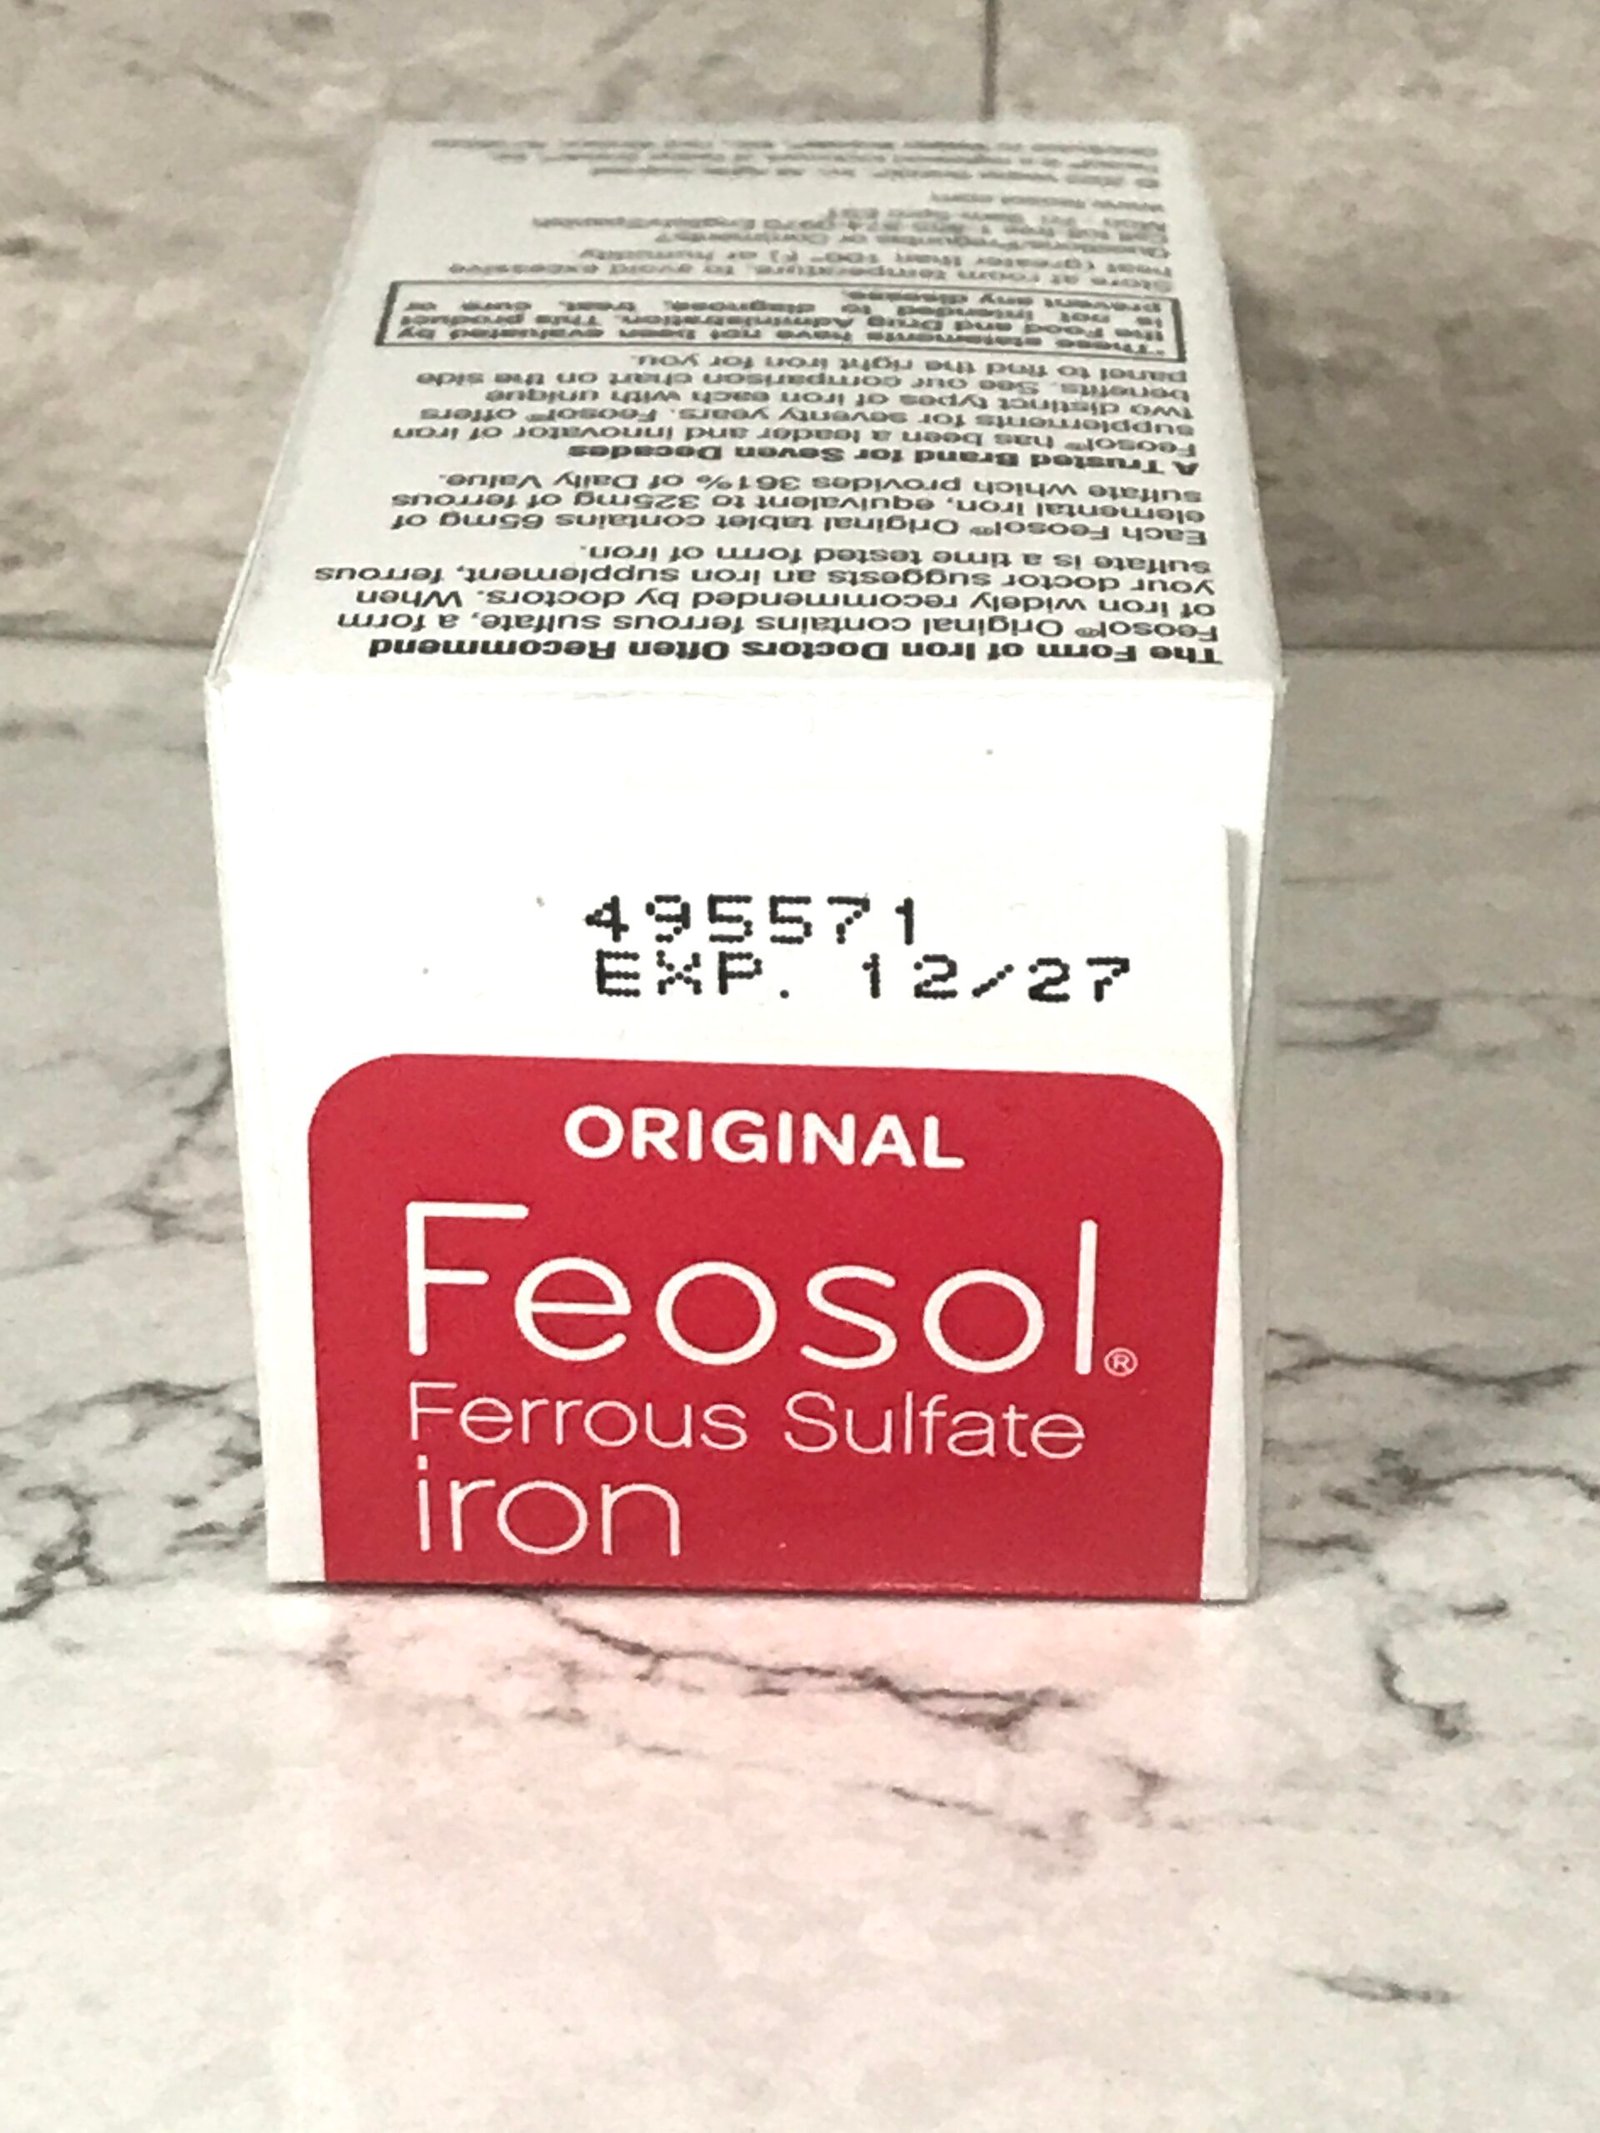 495571
EXP. 12/27
ORIGINAL
Feosol®
Ferrous Sulfate
iron
The Form of Iron Doctors Often Recommend
Feosol® Original contains ferrous sulfate, a form
of iron widely recommended by doctors. When
your doctor suggests an iron supplement, ferrous
sulfate is a time tested form of iron.
Each Feosol® Original tablet contains 65mg of
elemental iron, equivalent to 325mg of ferrous
sulfate which provides 361% of Daily Value.
A Trusted Brand for Seven Decades
Feosol® has been a leader and innovator of iron
supplements for seventy years. Feosol® offers
two distinct types of iron each with unique
benefits. See our comparison chart on the side
panel to find the right iron for you.
*These statements have not been evaluated by
the Food and Drug Administration. This product
is not intended to diagnose, treat, cure or
prevent any disease.
Store at room temperature, to avoid excessive
heat (greater than 100° F) or humidity.
Questions/Preguntas or Comments?